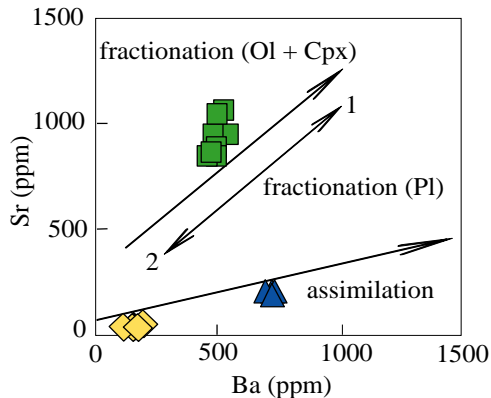 1500
fractionation (Ol + Cpx)
1
1000
Sr (ppm)
fractionation (Pl)
500
2
assimilation
0
0 500 1000 1500
Ba (ppm)